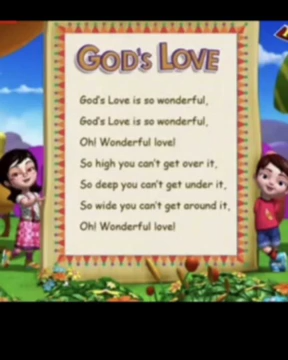 GOD'S LOVE
God's Love is so wonderful,
God's Love is so wonderful,
Oh! Wonderful love!
So high you can't get over it,
So deep you can't get under it,
So wide you can't get around it,
Oh! Wonderful love!